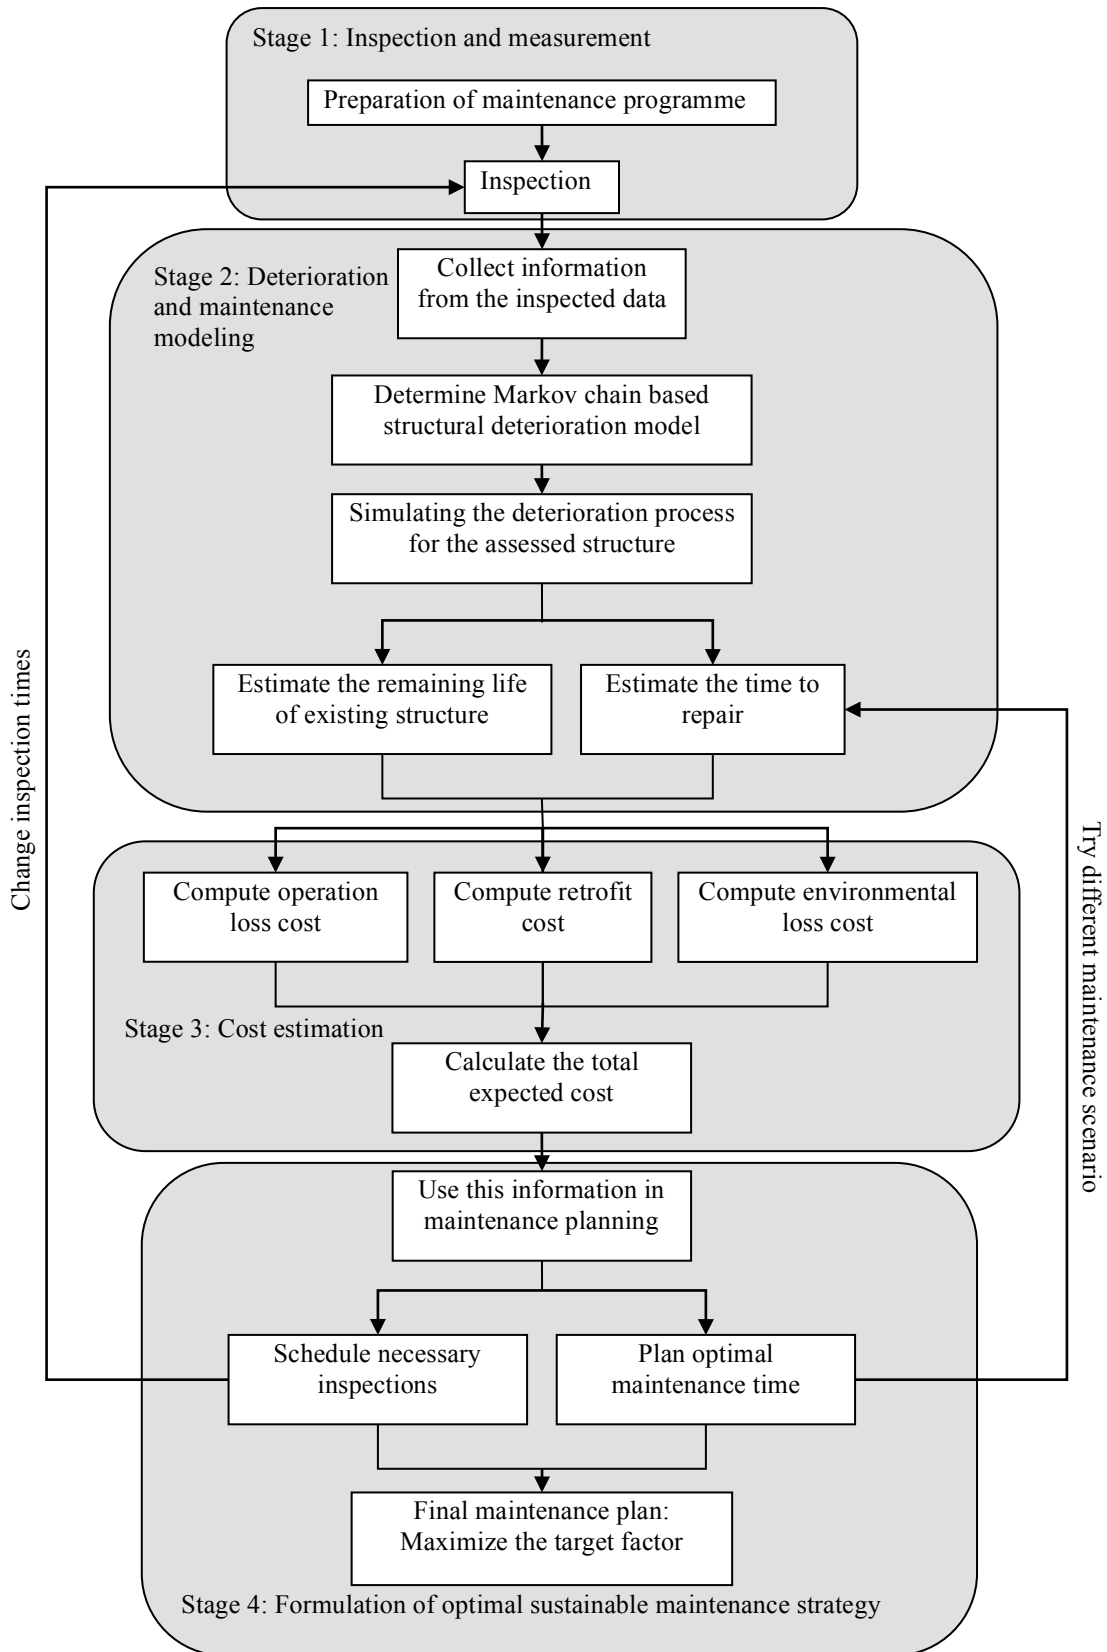 Stage 1: Inspection and measurement
Preparation of maintenance programme
Inspection
Stage 2: Deterioration
and maintenance
modeling
Collect information
from the inspected data
Determine Markov chain based
structural deterioration model
Simulating the deterioration process
for the assessed structure
Estimate the remaining life
of existing structure
Estimate the time to
repair
Change inspection times
Try different maintenance scenario
Compute operation
loss cost
Compute retrofit
cost
Compute environmental
loss cost
Stage 3: Cost estimation
Calculate the total
expected cost
Use this information in
maintenance planning
Schedule necessary
inspections
Plan optimal
maintenance time
Final maintenance plan:
Maximize the target factor
Stage 4: Formulation of optimal sustainable maintenance strategy